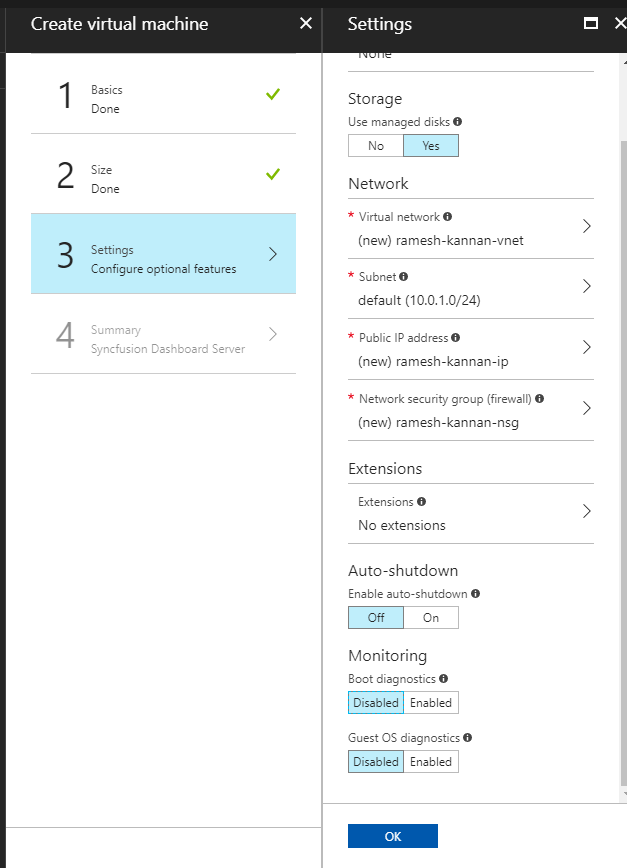 Create virtual machine
1
Basics
Done
2
Size
Done
3
Settings
Configure optional features
4
Summary
Syncfusion Dashboard Server
Settings
None
Storage
Use managed disks
No Yes
Network
* Virtual network
(new) ramesh-kannan-vnet
* Subnet
default (10.0.1.0/24)
* Public IP address
(new) ramesh-kannan-ip
* Network security group (firewall)
(new) ramesh-kannan-nsg
Extensions
Extensions
No extensions
Auto-shutdown
Enable auto-shutdown
Off On
Monitoring
Boot diagnostics
Disabled Enabled
Guest OS diagnostics
Disabled Enabled
OK